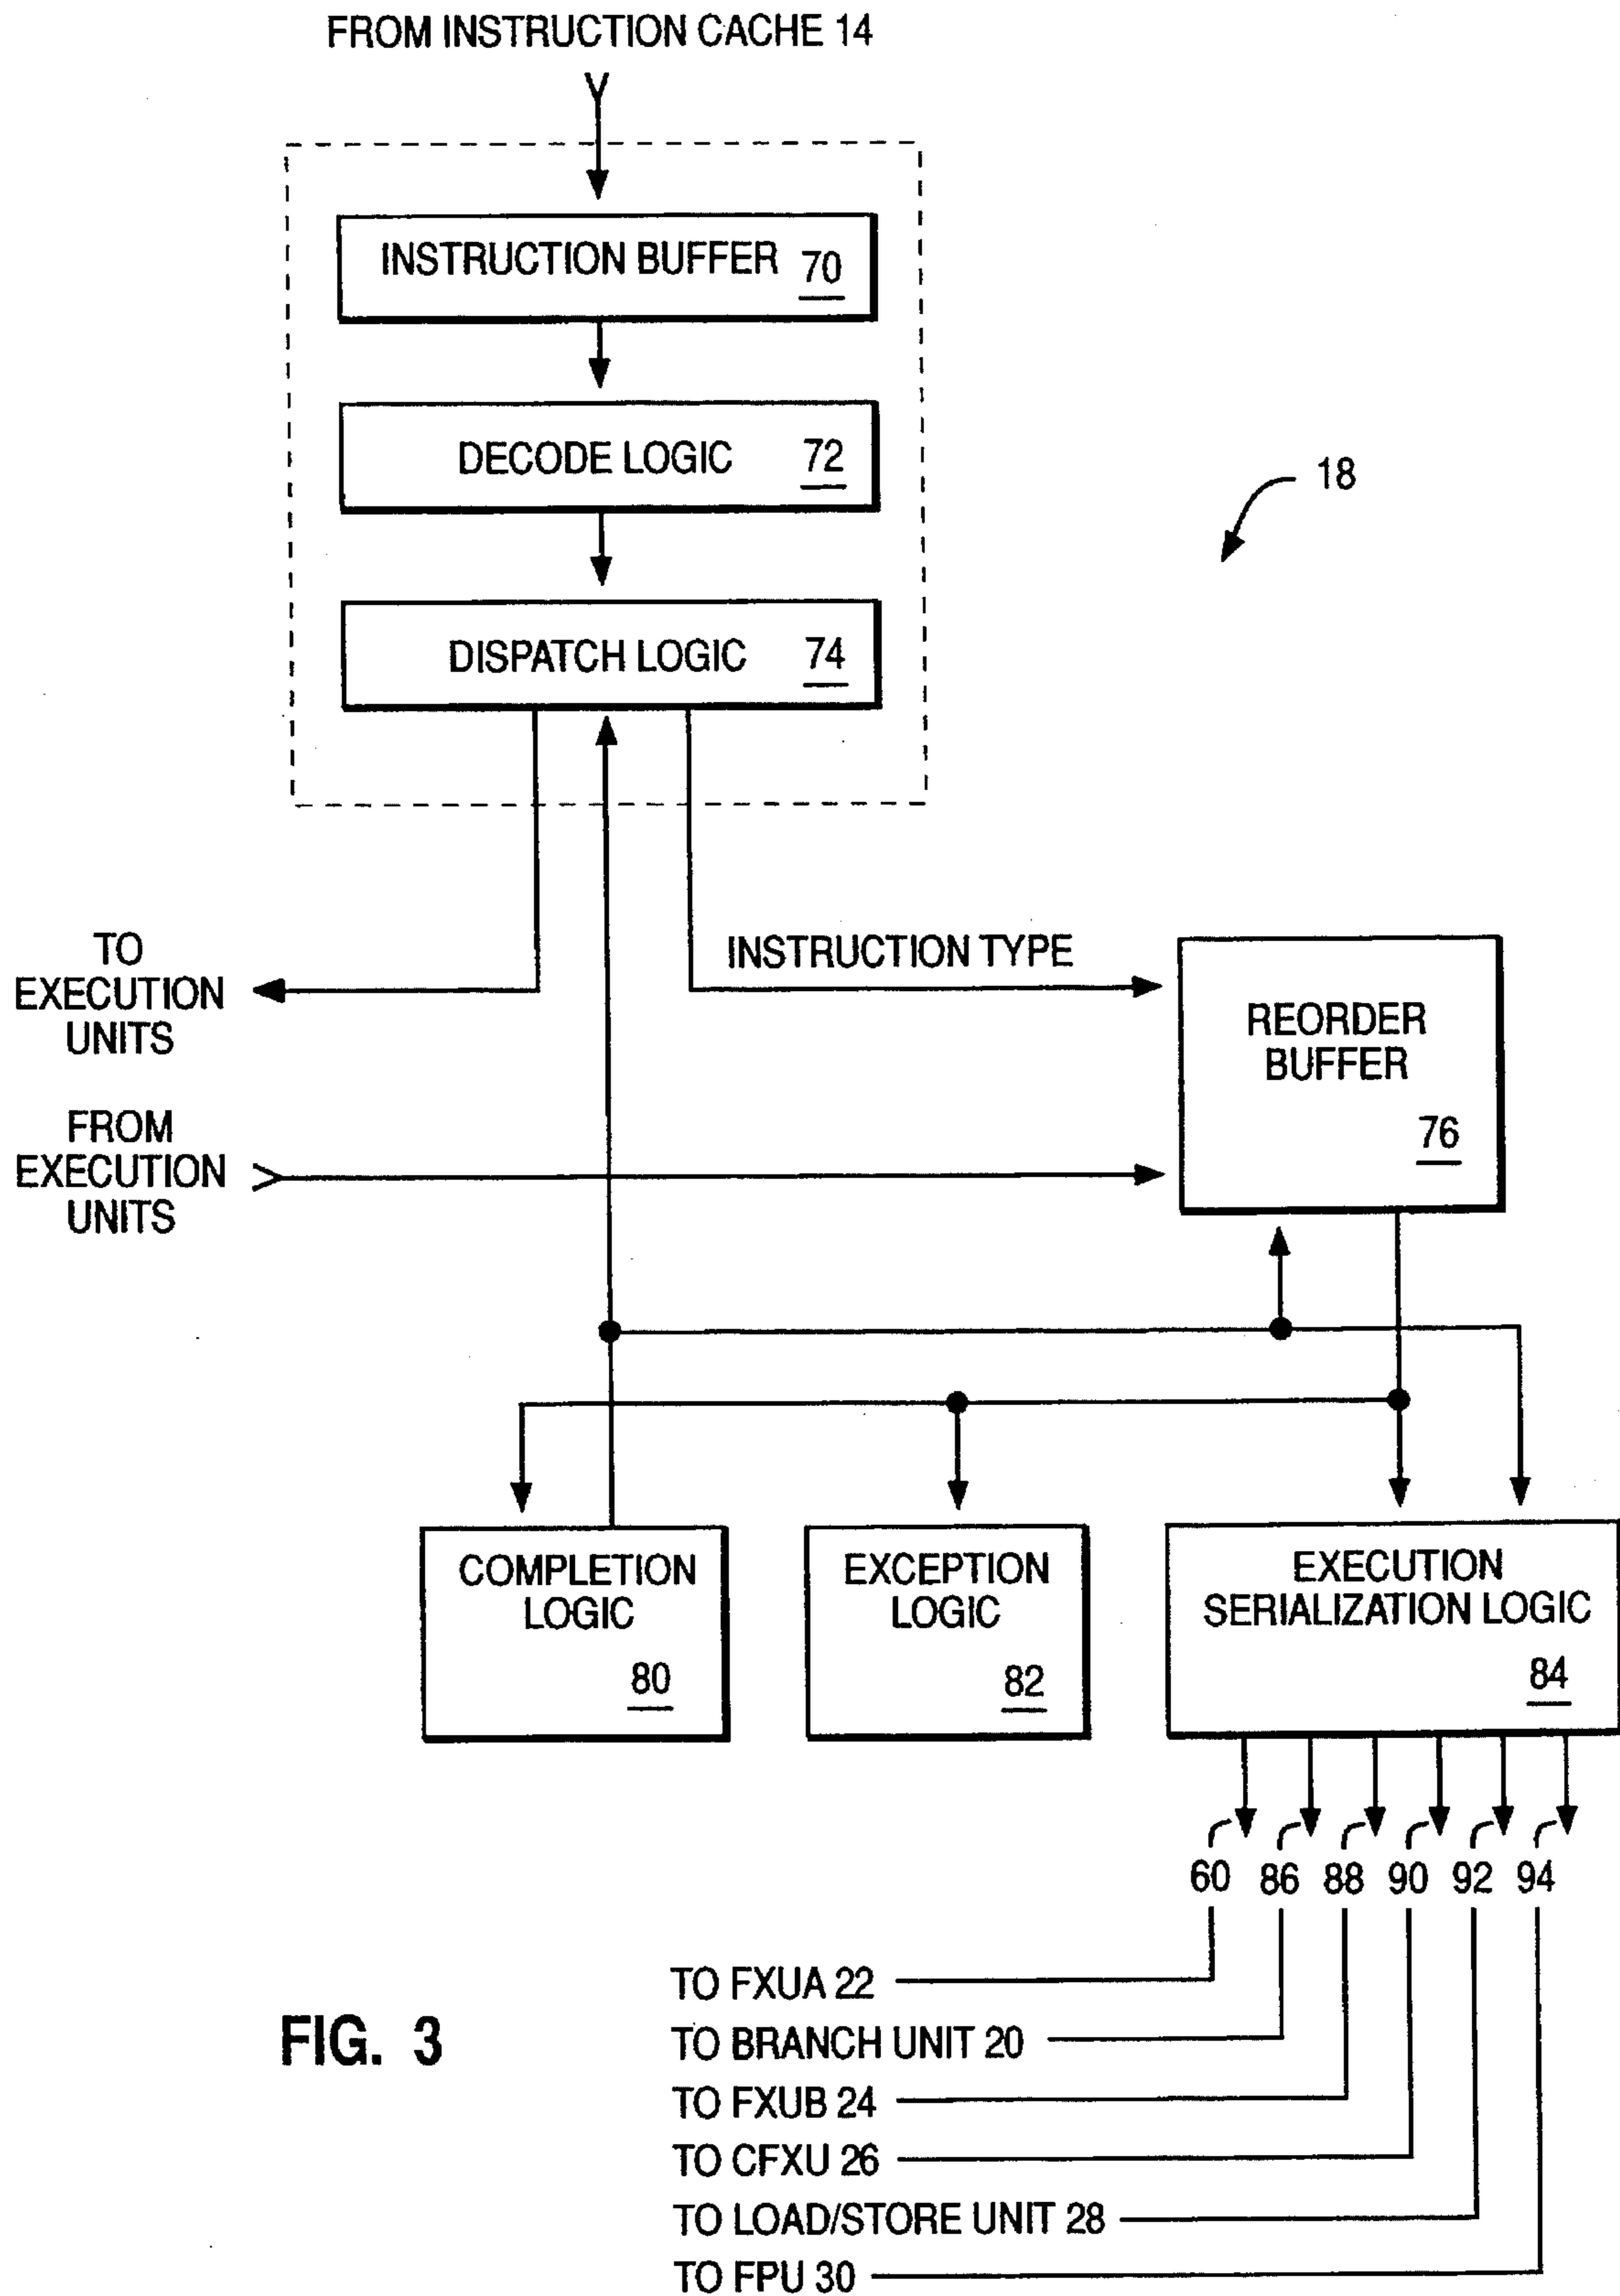 FROM INSTRUCTION CACHE 14
INSTRUCTION BUFFER 70
DECODE LOGIC 72
18
DISPATCH LOGIC 74
TO
EXECUTION
UNITS
INSTRUCTION TYPE
REORDER
BUFFER
76
FROM
EXECUTION
UNITS
COMPLETION
LOGIC
80
EXCEPTION
LOGIC
82
EXECUTION
SERIALIZATION LOGIC
84
60 86 88 90 92 94
TO FXUA 22
TO BRANCH UNIT 20
TO FXUB 24
TO CFXU 26
TO LOAD/STORE UNIT 28
TO FPU 30
FIG. 3